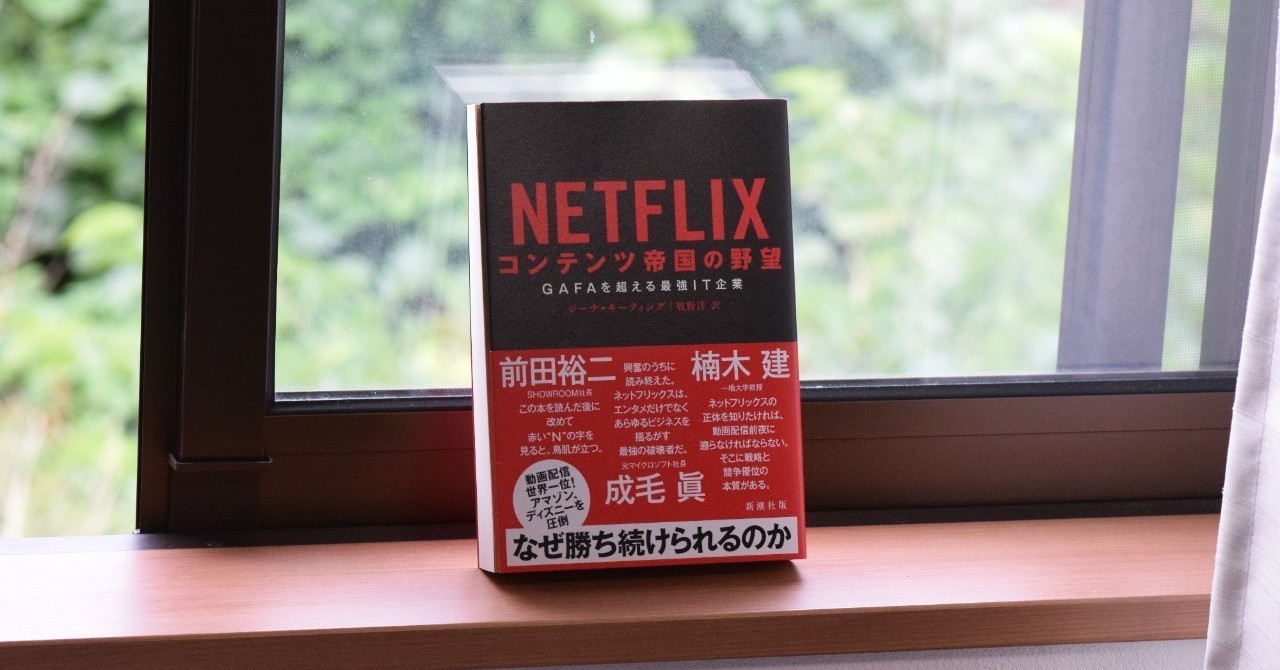 NETFLIX
コンテンツ帝国の野望
GAFAを超える最強IT企業
ジーナ・キーティング｜牧野洋 訳
前田裕二
SHOWROOM社長
この本を読んだ後に
改めて
赤い“N”の字を
見ると、鳥肌が立つ。
興奮のうちに
読み終えた。
ネットフリックスは、
エンタメだけでなく
あらゆるビジネスを
揺るがす
最強の破壊者だ。
元マイクロソフト社長
成毛 眞
楠木 建
一橋大学教授
ネットフリックスの
正体を知りたければ、
動画配信前夜に
遡らなければならない。
そこに戦略と
競争優位の
本質がある。
新潮社版
動画配信
世界一位!
アマゾン、
ディズニーを
圧倒
なぜ勝ち続けられるのか